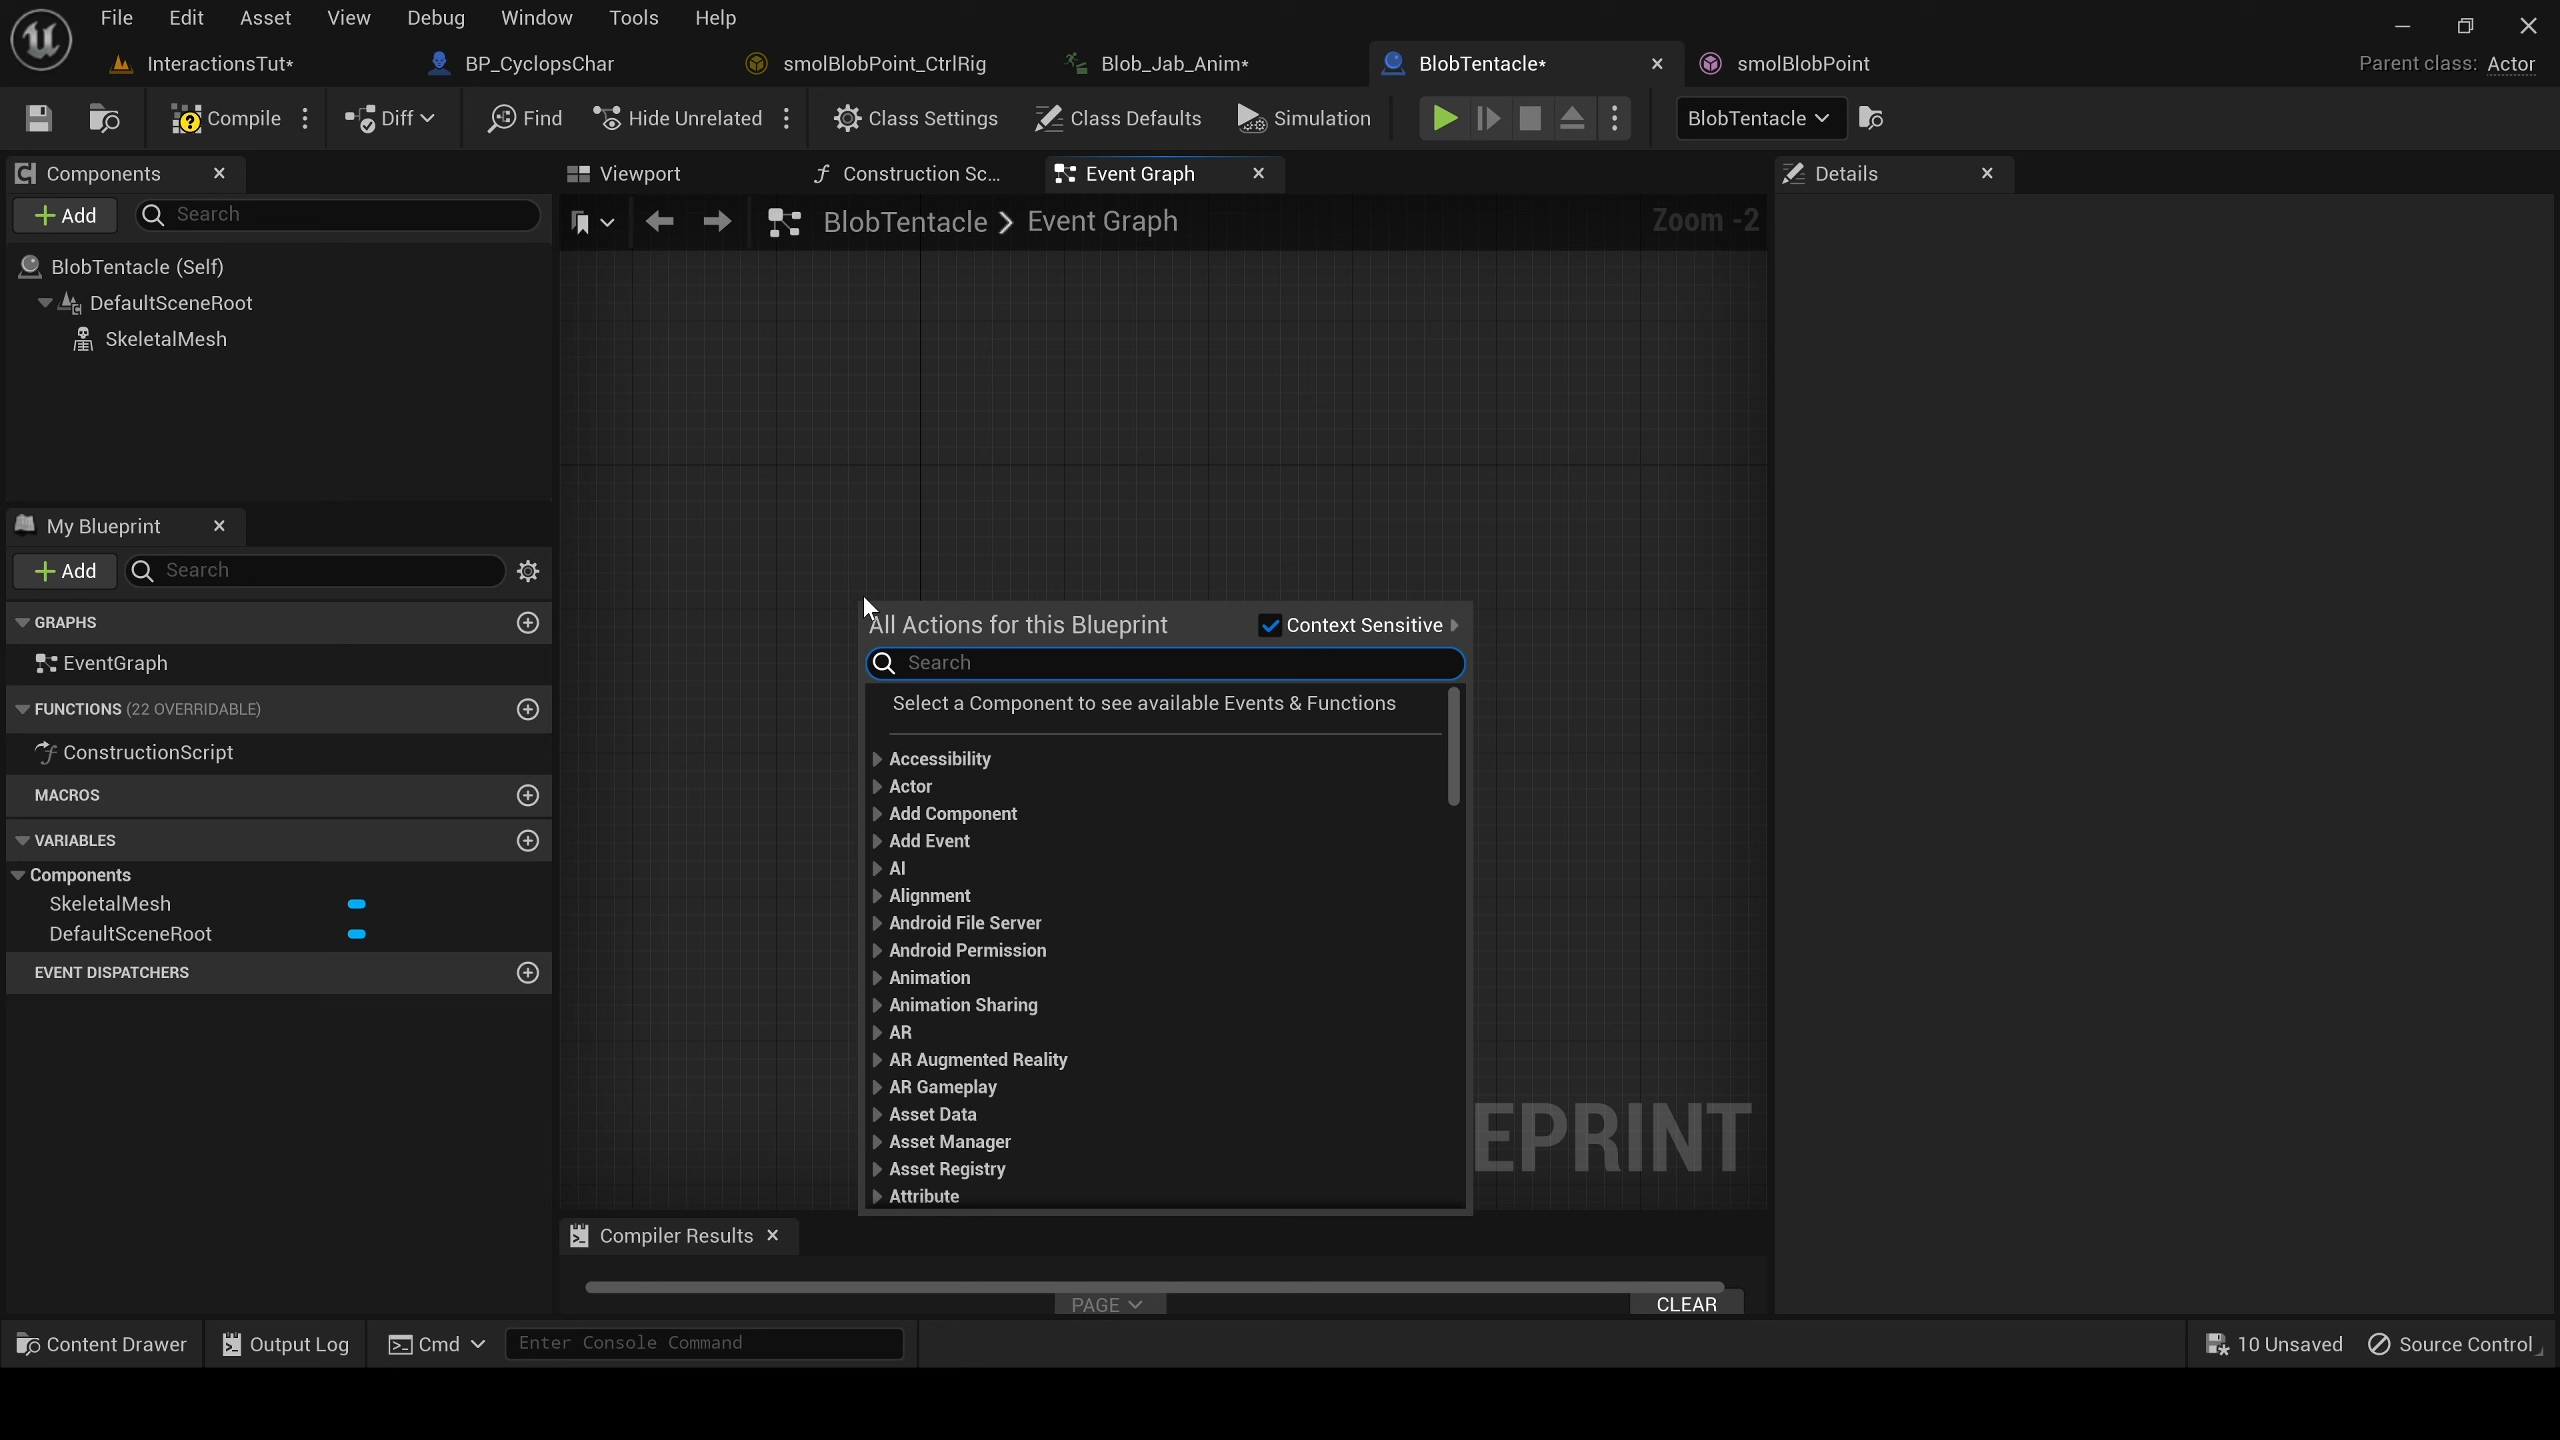 File Edit Asset View Debug Window Tools Help
InteractionsTut* BP_CyclopsChar smolBlobPoint_CtrlRig Blob_Jab_Anim* BlobTentacle* smolBlobPoint Parent class: Actor
Compile Diff Find Hide Unrelated Class Settings Class Defaults Simulation BlobTentacle
Components Viewport Construction Sc... Event Graph Details
Add Search
BlobTentacle Event Graph Zoom -2
BlobTentacle (Self)
DefaultSceneRoot
SkeletalMesh
My Blueprint
Add Search
GRAPHS
EventGraph
FUNCTIONS (22 OVERRIDABLE)
ConstructionScript
MACROS
VARIABLES
Components
SkeletalMesh
DefaultSceneRoot
EVENT DISPATCHERS
All Actions for this Blueprint Context Sensitive
Search
Select a Component to see available Events & Functions
Accessibility
Actor
Add Component
Add Event
AI
Alignment
Android File Server
Android Permission
Animation
Animation Sharing
AR
AR Augmented Reality
AR Gameplay
Asset Data
Asset Manager
Asset Registry
Attribute
EPRINT
Compiler Results
PAGE CLEAR
Content Drawer Output Log Cmd Enter Console Command 10 Unsaved Source Control